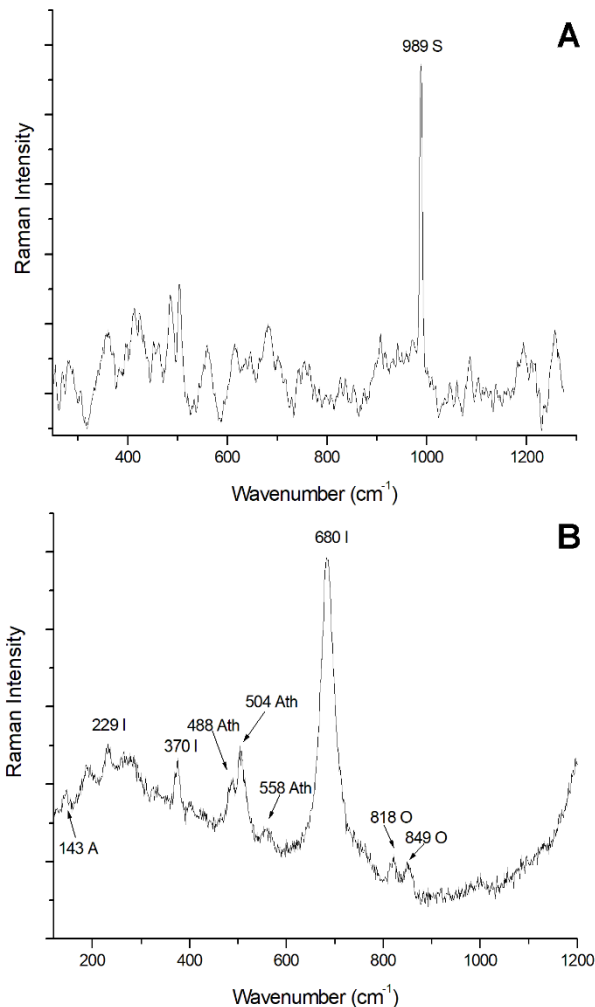 A
989 S
Raman Intensity
400 600 800 1000 1200
Wavenumber (cm⁻¹)
B
680 I
504 Ath
488 Ath
229 I
370 I
558 Ath
818 O
849 O
143 A
Raman Intensity
200 400 600 800 1000 1200
Wavenumber (cm⁻¹)